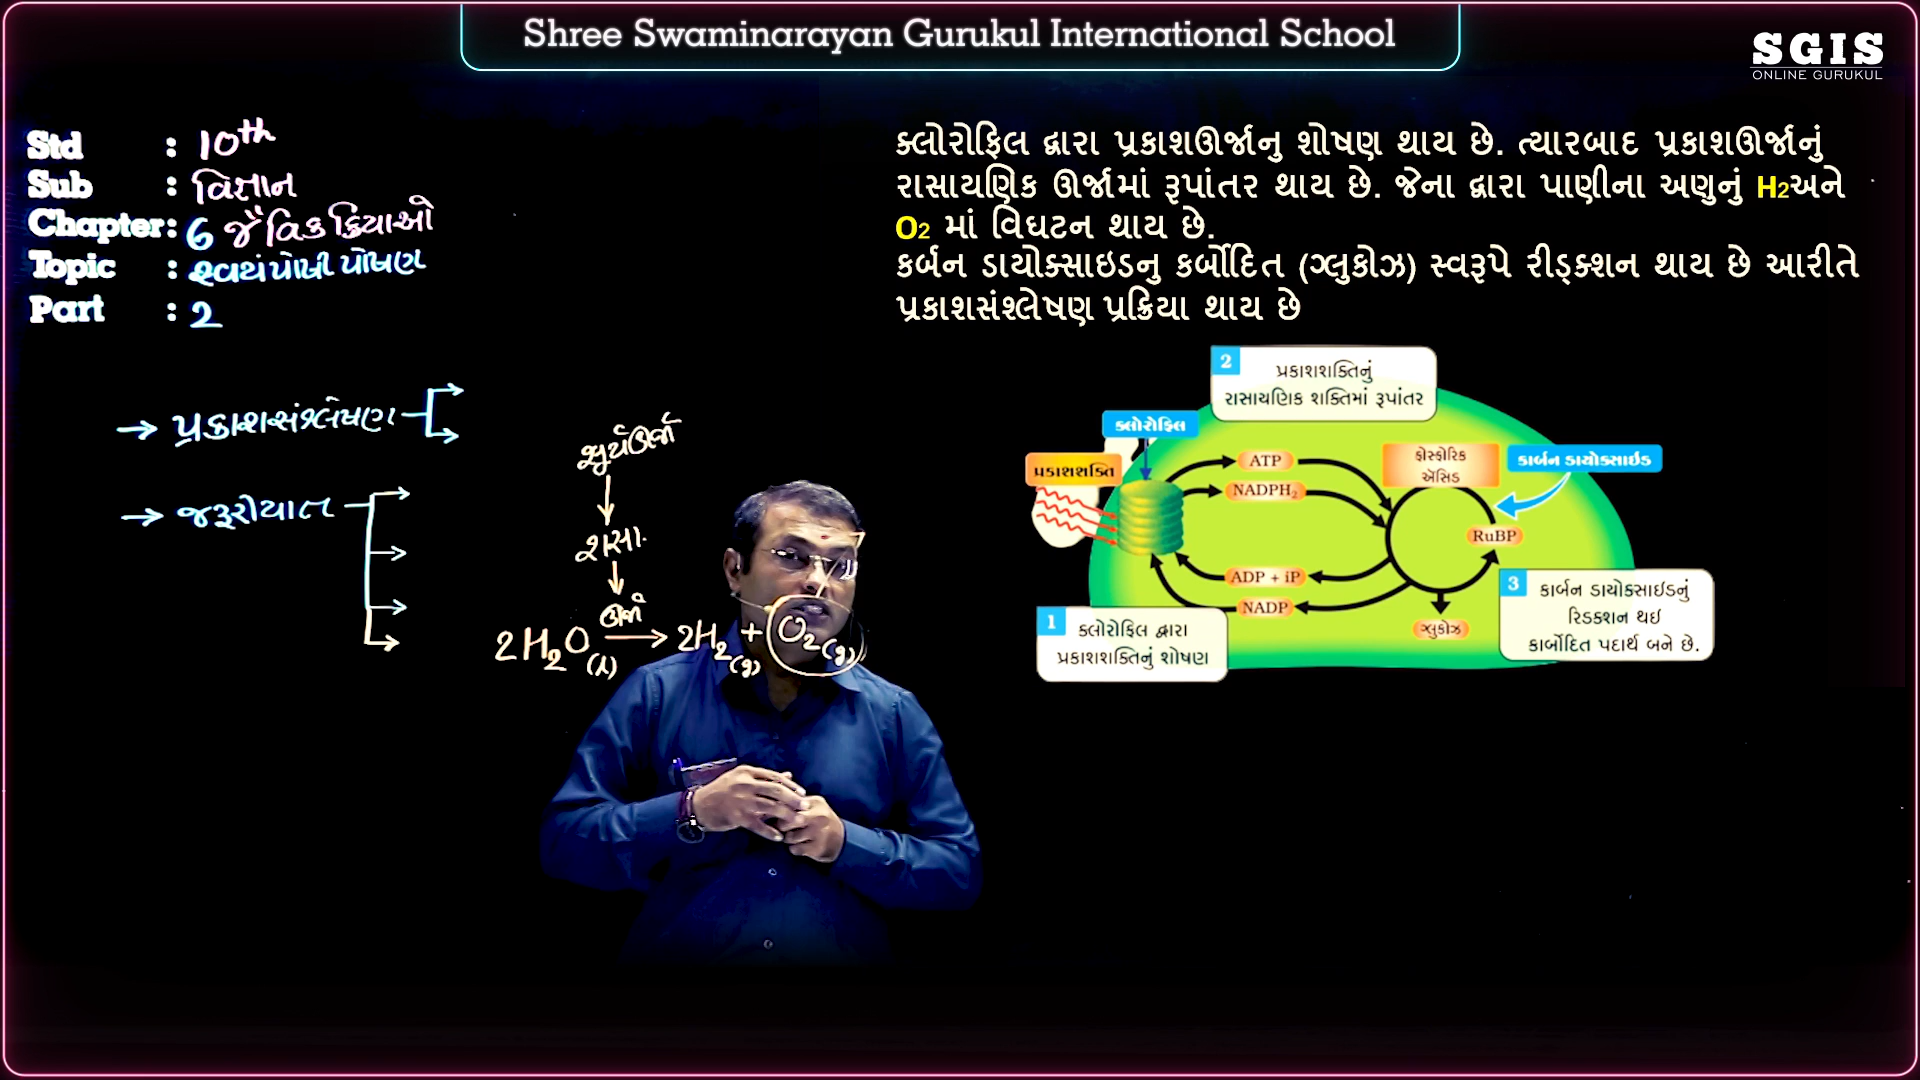 Shree Swaminarayan Gurukul International School
SGIS
ONLINE GURUKUL
Std : 10th
Sub : વિજ્ઞાન
Chapter: 6 જૈવિક ક્રિયાઓ
Topic : સ્વયંપોષી પોષણ
Part : 2
→ પ્રકાશસંશ્લેષણ
→ જરૂરીયાત
સુર્યઊર્જા
રાસા.
ઊર્જા
2H2O(l) → 2H2(g) + O2(g)
ક્લોરોફિલ દ્વારા પ્રકાશઊર્જાનુ શોષણ થાય છે. ત્યારબાદ પ્રકાશઊર્જાનું
રાસાયણિક ઊર્જામાં રૂપાંતર થાય છે. જેના દ્વારા પાણીના અણુનું H2અને
O2 માં વિઘટન થાય છે.
કર્બન ડાયોક્સાઇડનુ કર્બોદિત (ગ્લુકોઝ) સ્વરૂપે રીડ્ક્શન થાય છે આરીતે
પ્રકાશસંશ્લેષણ પ્રક્રિયા થાય છે
2 પ્રકાશશક્તિનું
રાસાયણિક શક્તિમાં રૂપાંતર
ક્લોરોફિલ
પ્રકાશશક્તિ
ATP
NADPH2
ફોસ્ફોરિક
ઍસિડ
કાર્બન ડાયોક્સાઇડ
RuBP
ADP + iP
NADP
ગ્લુકોઝ
1 ક્લોરોફિલ દ્વારા
પ્રકાશશક્તિનું શોષણ
3 કાર્બન ડાયોક્સાઈડનું
રિડક્શન થઇ
કાર્બોદિત પદાર્થ બને છે.